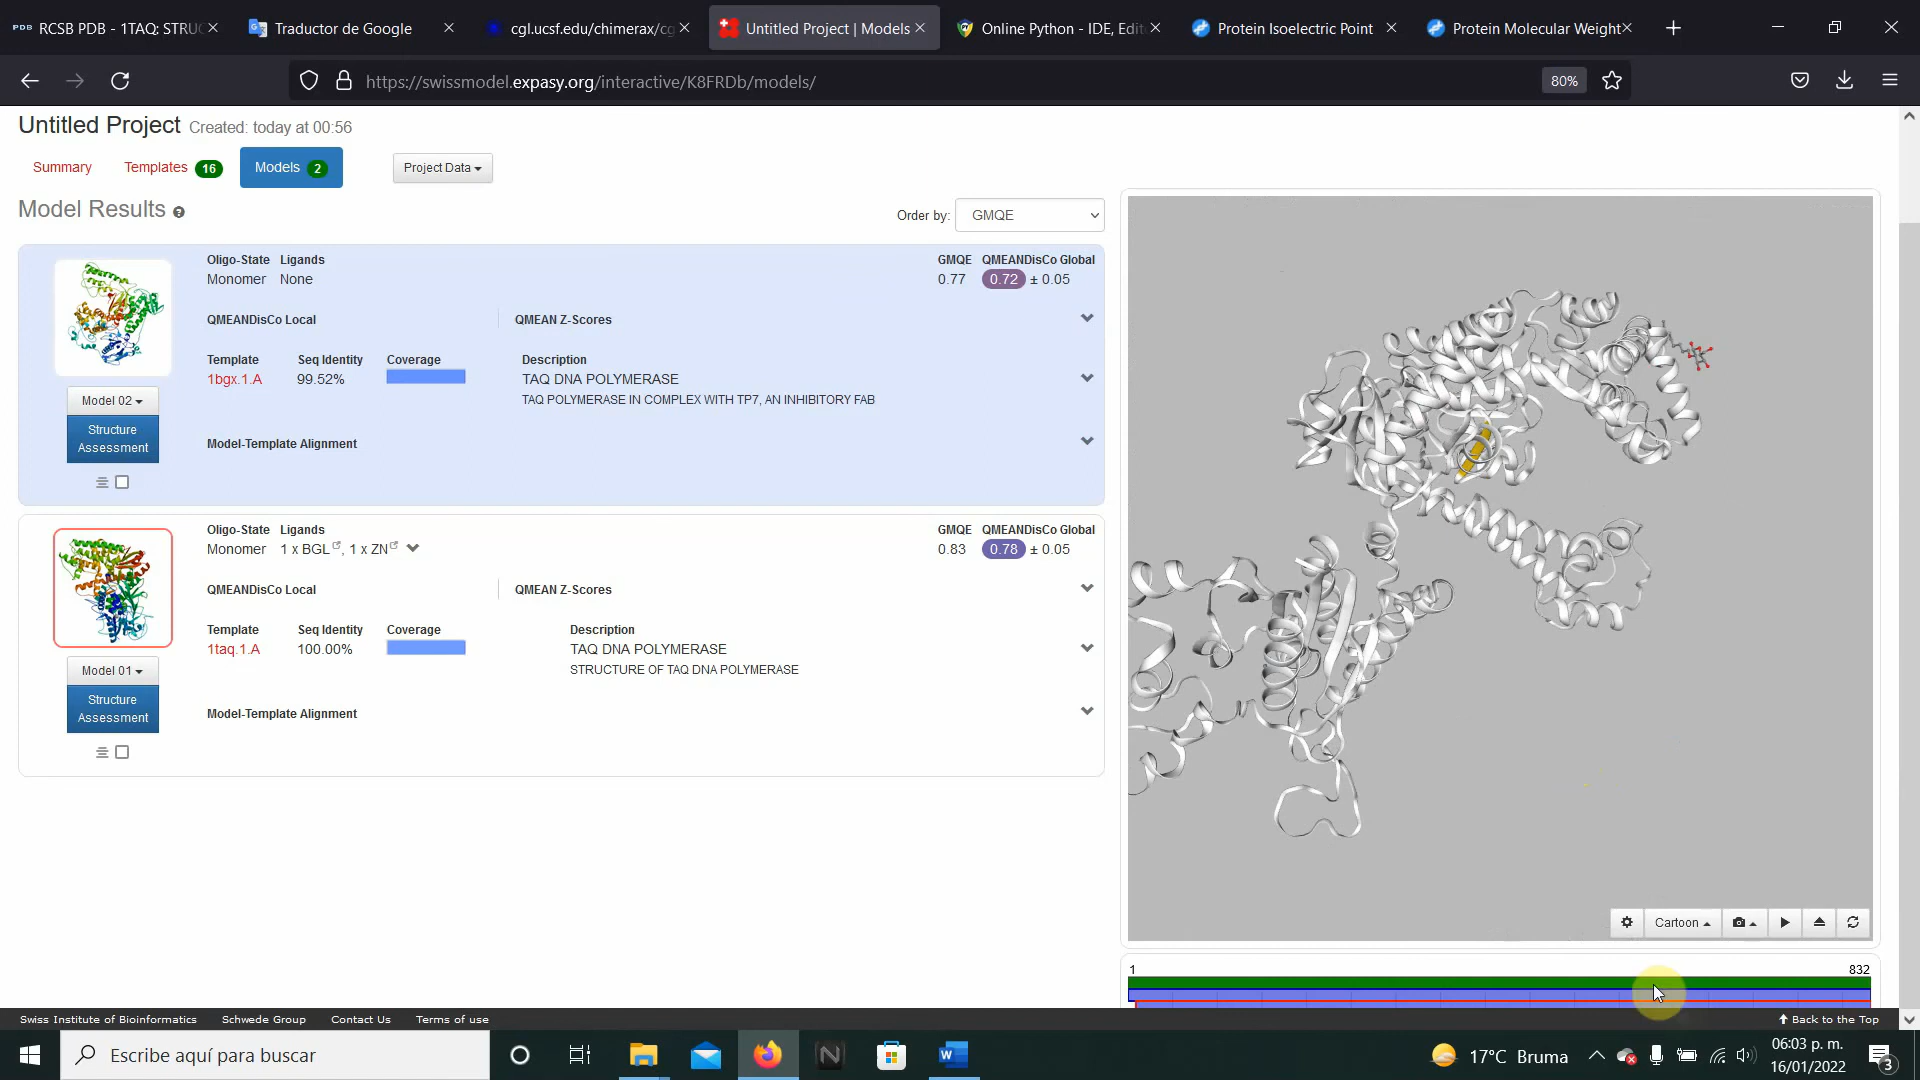 RCSB PDB - 1TAQ: STRUC
Traductor de Google
cgl.ucsf.edu/chimerax/cg
Untitled Project | Models
Online Python - IDE, Edit
Protein Isoelectric Point
Protein Molecular Weight
https://swissmodel.expasy.org/interactive/K8FRDb/models/
80%
Untitled Project Created: today at 00:56
Summary Templates 16 Models 2 Project Data
Model Results
Order by: GMQE
Oligo-State Ligands GMQE QMEANDisCo Global
Monomer None 0.77 0.72 ± 0.05
QMEANDisCo Local QMEAN Z-Scores
Template Seq Identity Coverage Description
1bgx.1.A 99.52% TAQ DNA POLYMERASE
TAQ POLYMERASE IN COMPLEX WITH TP7, AN INHIBITORY FAB
Model 02
Structure
Assessment
Model-Template Alignment
Oligo-State Ligands GMQE QMEANDisCo Global
Monomer 1 x BGL, 1 x ZN 0.83 0.78 ± 0.05
QMEANDisCo Local QMEAN Z-Scores
Template Seq Identity Coverage Description
1taq.1.A 100.00% TAQ DNA POLYMERASE
STRUCTURE OF TAQ DNA POLYMERASE
Model 01
Structure
Assessment
Model-Template Alignment
Cartoon
1 832
Swiss Institute of Bioinformatics Schwede Group Contact Us Terms of use Back to the Top
Escribe aquí para buscar
17°C Bruma
06:03 p. m.
16/01/2022
3